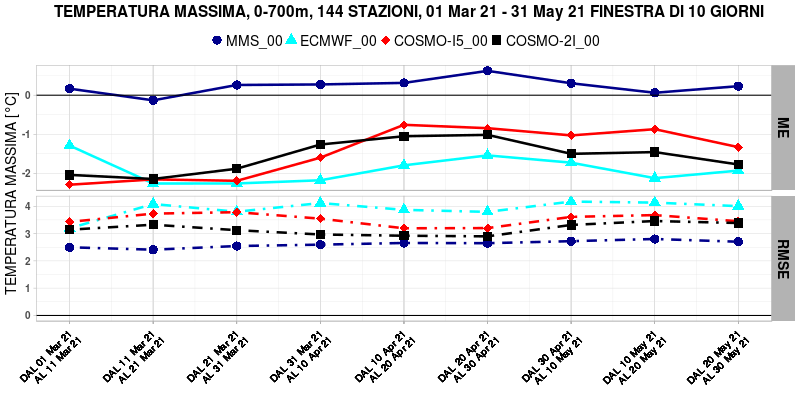 TEMPERATURA MASSIMA, 0-700m, 144 STAZIONI, 01 Mar 21 - 31 May 21 FINESTRA DI 10 GIORNI
MMS_00 ECMWF_00 COSMO-I5_00 COSMO-2I_00
TEMPERATURA MASSIMA [°C]
0
-1
-2
ME
4
3
2
1
0
RMSE
DAL 01 Mar 21
AL 11 Mar 21
DAL 11 Mar 21
AL 21 Mar 21
DAL 21 Mar 21
AL 31 Mar 21
DAL 31 Mar 21
AL 10 Apr 21
DAL 10 Apr 21
AL 20 Apr 21
DAL 20 Apr 21
AL 30 Apr 21
DAL 30 Apr 21
AL 10 May 21
DAL 10 May 21
AL 20 May 21
DAL 20 May 21
AL 30 May 21